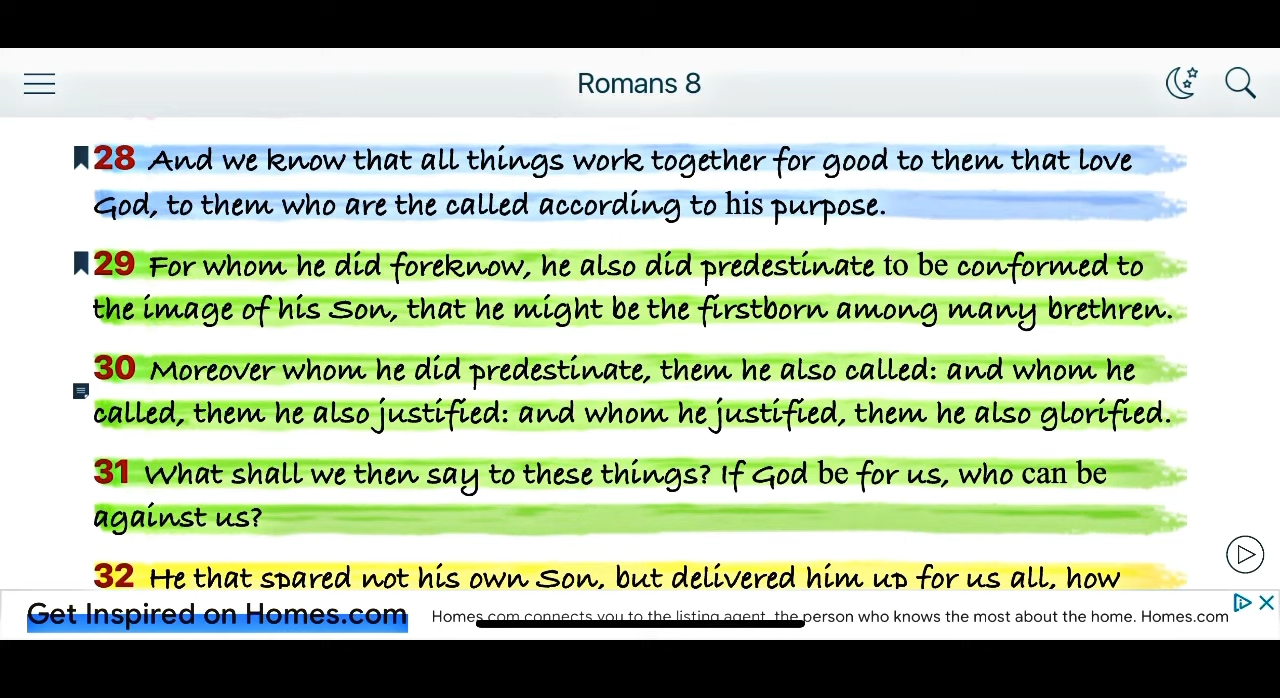 Romans 8
28 And we know that all things work together for good to them that love
God, to them who are the called according to his purpose.
29 For whom he did foreknow, he also did predestinate to be conformed to
the image of his Son, that he might be the firstborn among many brethren.
30 Moreover whom he did predestinate, them he also called: and whom he
called, them he also justified: and whom he justified, them he also glorified.
31 What shall we then say to these things? If God be for us, who can be
against us?
32 He that spared not his own Son, but delivered him up for us all, how
Get Inspired on Homes.com
Homes.com connects you to the listing agent, the person who knows the most about the home. Homes.com